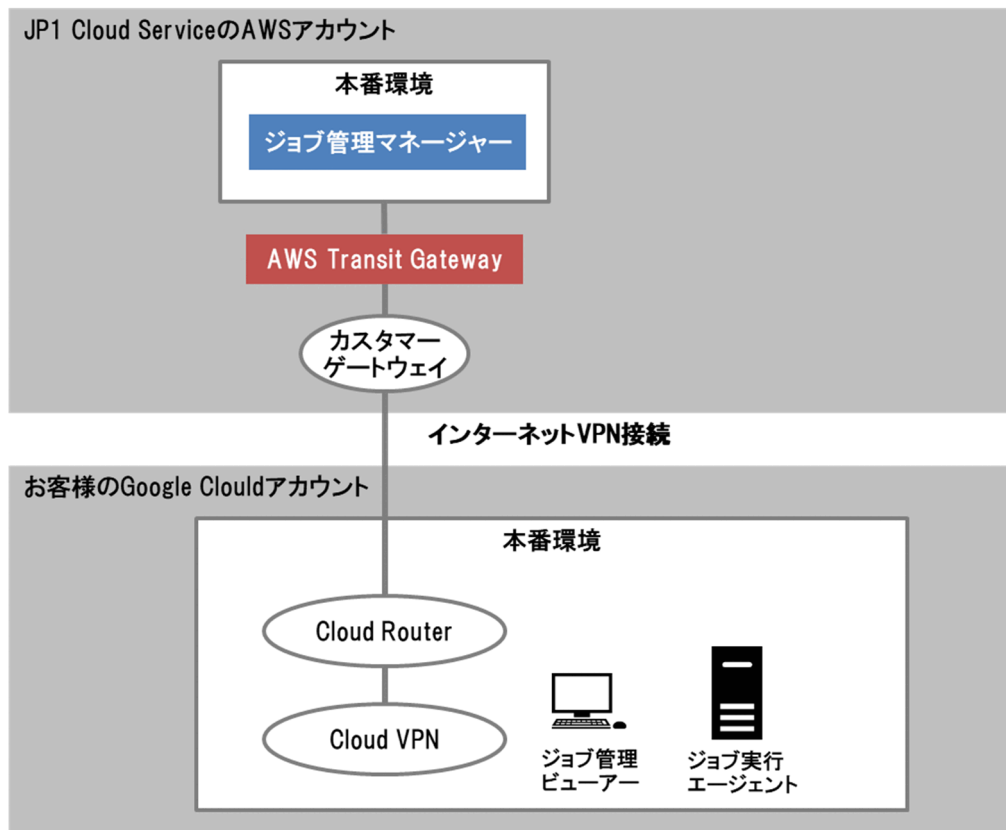 JP1 Cloud ServiceのAWSアカウント
本番環境
ジョブ管理マネージャー
AWS Transit Gateway
カスタマー
ゲートウェイ
インターネットVPN接続
お客様のGoogle Clouldアカウント
本番環境
Cloud Router
Cloud VPN
ジョブ管理
ビューアー
ジョブ実行
エージェント